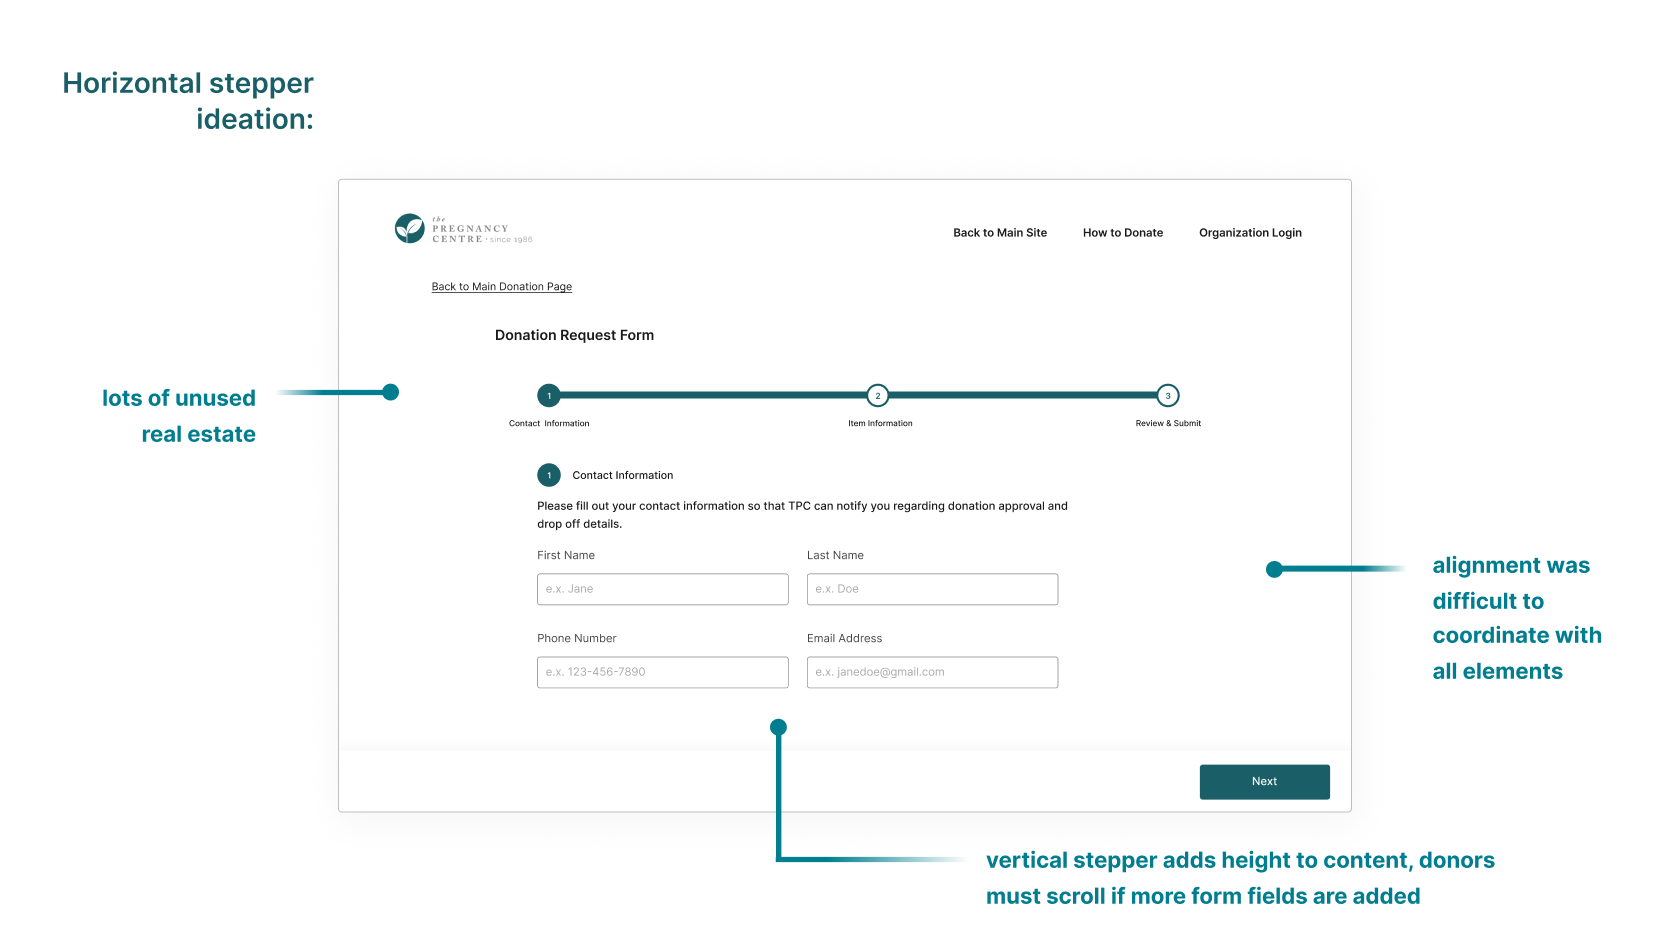 Horizontal stepper
ideation:
the
PREGNANCY
CENTRE · since 1986
Back to Main Site
How to Donate
Organization Login
Back to Main Donation Page
Donation Request Form
1
2
3
Contact Information
Item Information
Review & Submit
lots of unused
real estate
1
Contact Information
Please fill out your contact information so that TPC can notify you regarding donation approval and
drop off details.
First Name
Last Name
e.x. Jane
e.x. Doe
Phone Number
Email Address
e.x. 123-456-7890
e.x. janedoe@gmail.com
alignment was
difficult to
coordinate with
all elements
Next
vertical stepper adds height to content, donors
must scroll if more form fields are added